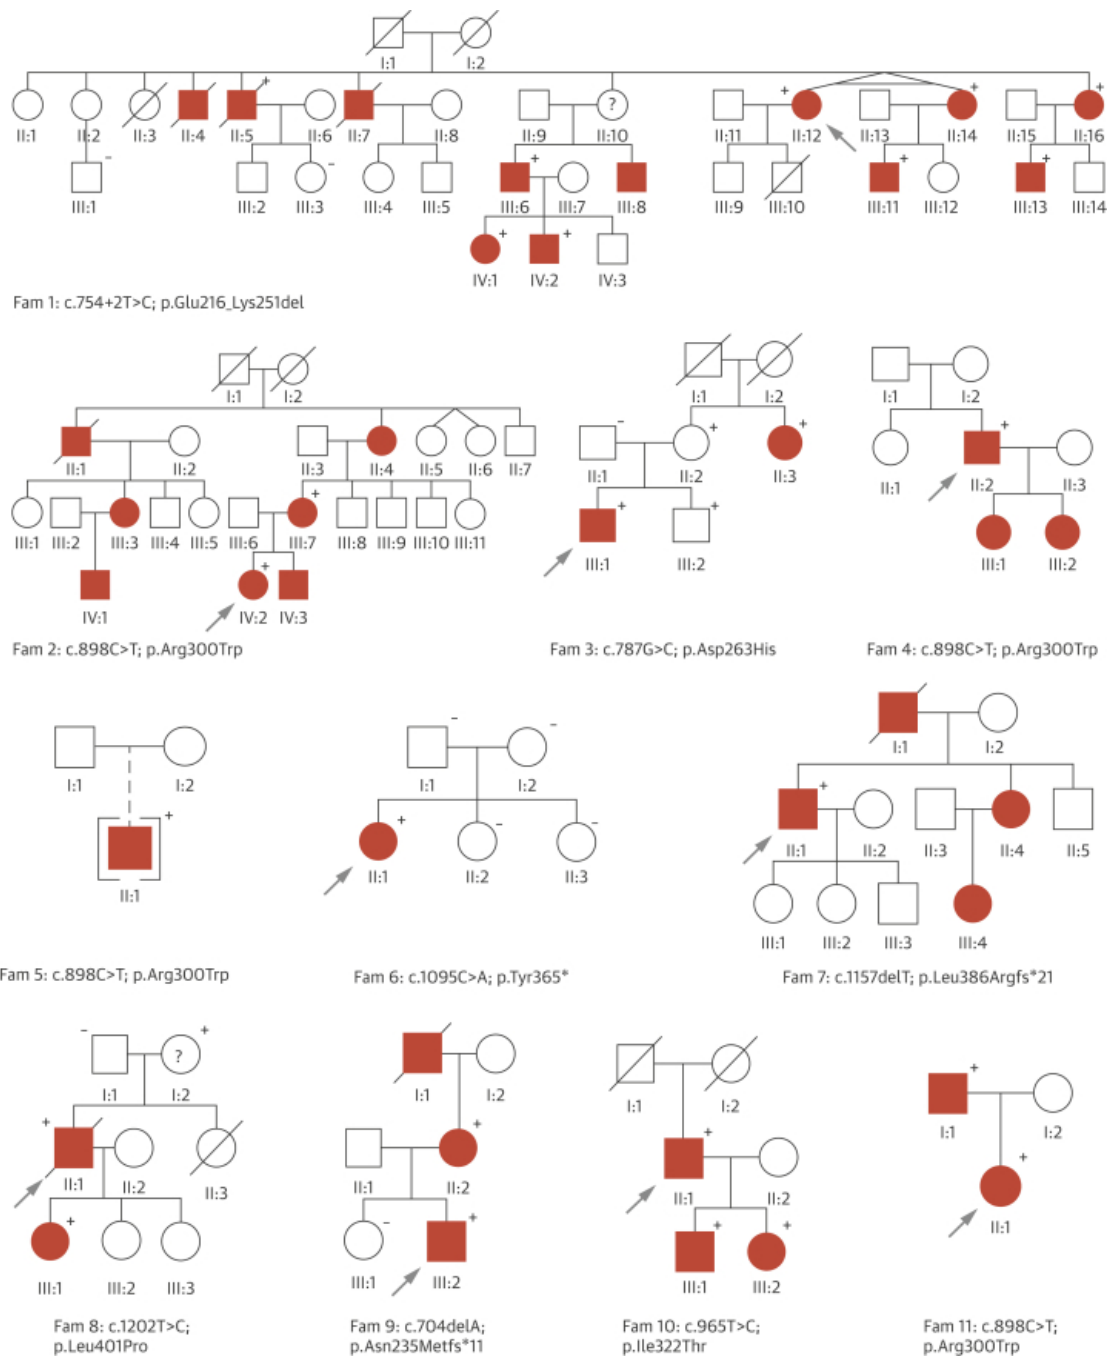 I:1 I:2
+ + + +
?
II:1 II:2 II:3 II:4 II:5 II:6 II:7 II:8 II:9 II:10 II:11 II:12 II:13 II:14 II:15 II:16
- - + + +
III:1 III:2 III:3 III:4 III:5 III:6 III:7 III:8 III:9 III:10 III:11 III:12 III:13 III:14
+ +
IV:1 IV:2 IV:3
Fam 1: c.754+2T>C; p.Glu216_Lys251del
I:1 I:2
II:1 II:2 II:3 II:4 II:5 II:6 II:7
+
III:1 III:2 III:3 III:4 III:5 III:6 III:7 III:8 III:9 III:10 III:11
+
IV:1 IV:2 IV:3
Fam 2: c.898C>T; p.Arg300Trp
I:1 I:2
- + +
II:1 II:2 II:3
+ +
III:1 III:2
Fam 3: c.787G>C; p.Asp263His
I:1 I:2
+
II:1 II:2 II:3
III:1 III:2
Fam 4: c.898C>T; p.Arg300Trp
I:1 I:2
+
II:1
Fam 5: c.898C>T; p.Arg300Trp
- -
I:1 I:2
+ - -
II:1 II:2 II:3
Fam 6: c.1095C>A; p.Tyr365*
I:1 I:2
+
II:1 II:2 II:3 II:4 II:5
III:1 III:2 III:3 III:4
Fam 7: c.1157delT; p.Leu386Argfs*21
- +
?
I:1 I:2
+
II:1 II:2 II:3
+
III:1 III:2 III:3
Fam 8: c.1202T>C;
p.Leu401Pro
I:1 I:2
+
II:1 II:2
- +
III:1 III:2
Fam 9: c.704delA;
p.Asn235Metfs*11
I:1 I:2
+
II:1 II:2
+ +
III:1 III:2
Fam 10: c.965T>C;
p.Ile322Thr
+
I:1 I:2
+
II:1
Fam 11: c.898C>T;
p.Arg300Trp